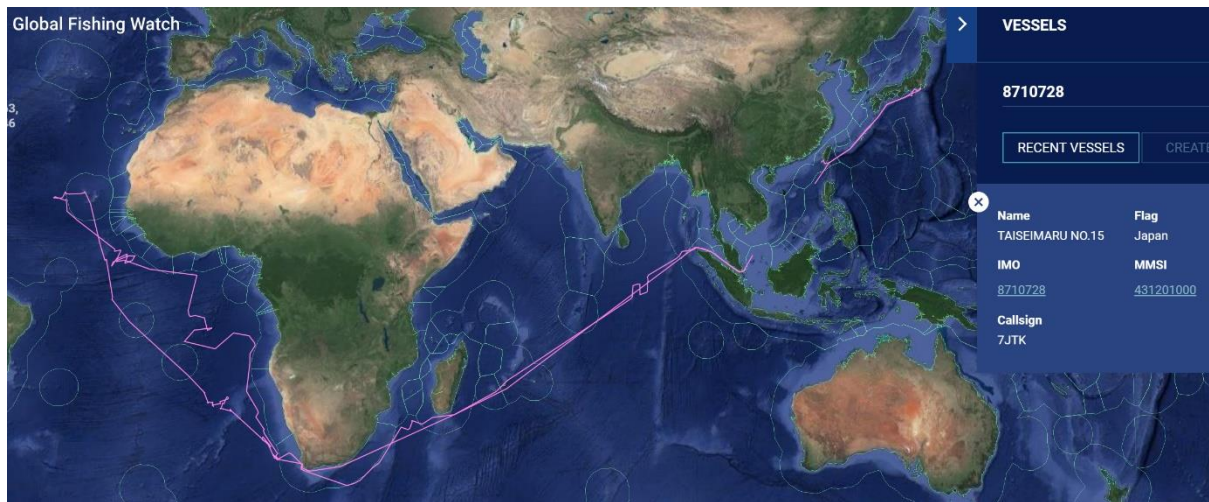 Global Fishing Watch
VESSELS
8710728
RECENT VESSELS
CREATE
Name
Flag
TAISEIMARU NO.15
Japan
IMO
MMSI
8710728
431201000
Callsign
7JTK